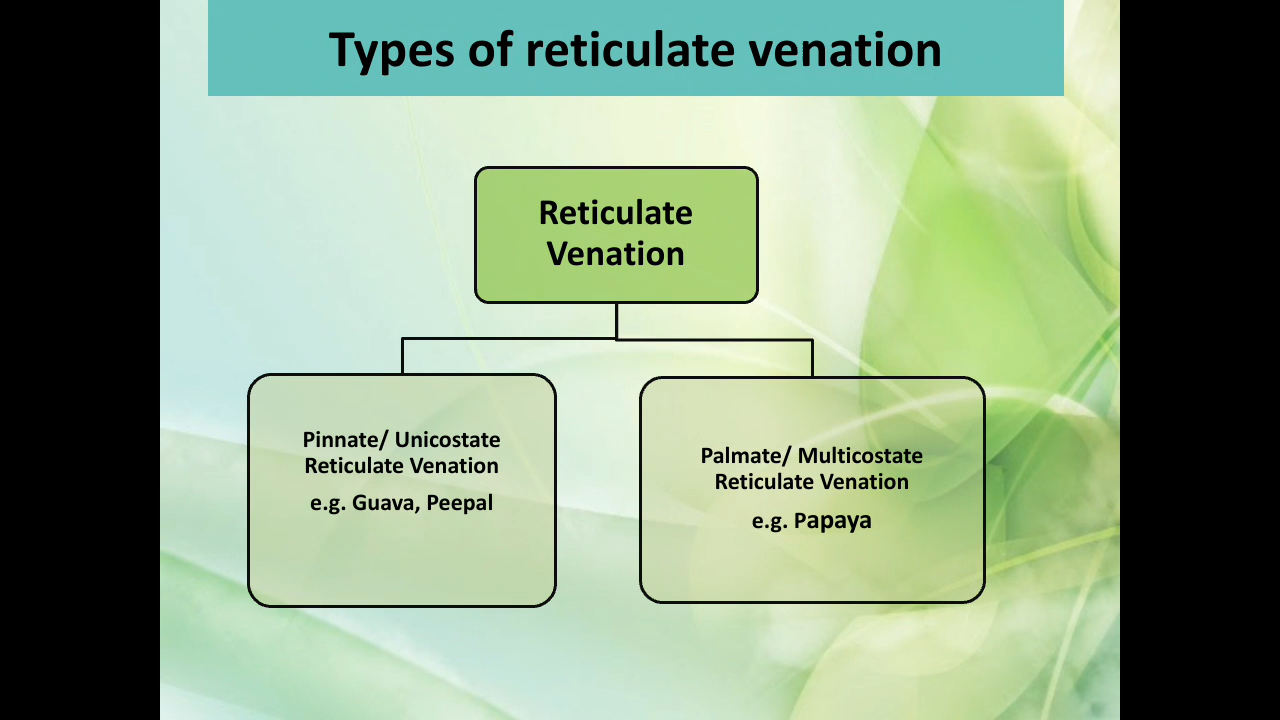 Types of reticulate venation
Reticulate
Venation
Pinnate/ Unicostate
Reticulate Venation
e.g. Guava, Peepal
Palmate/ Multicostate
Reticulate Venation
e.g. Papaya